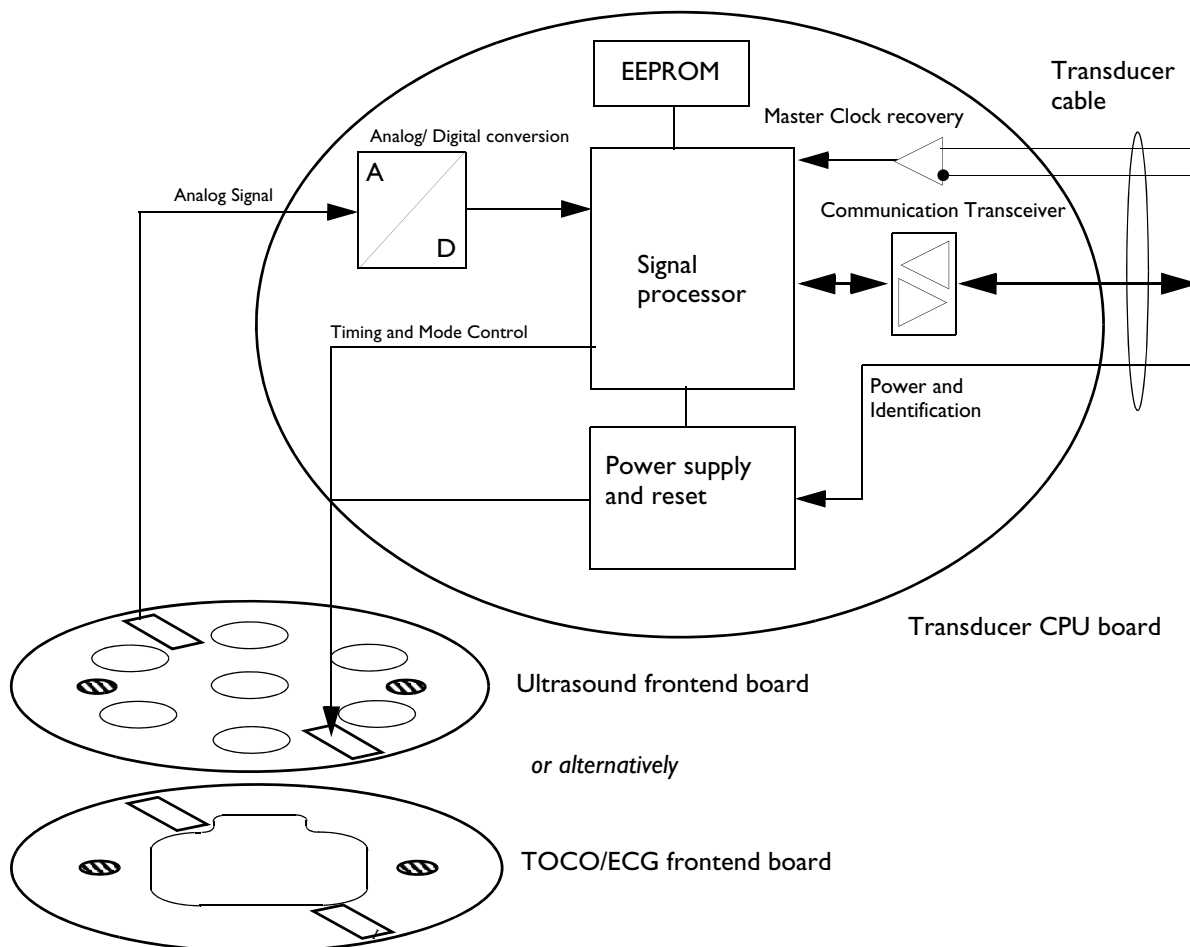 EEPROM
Transducer
cable
Master Clock recovery
Analog/ Digital conversion
A
D
Analog Signal
Communication Transceiver
Signal
processor
Timing and Mode Control
Power and
Identification
Power supply
and reset
Transducer CPU board
Ultrasound frontend board
or alternatively
TOCO/ECG frontend board